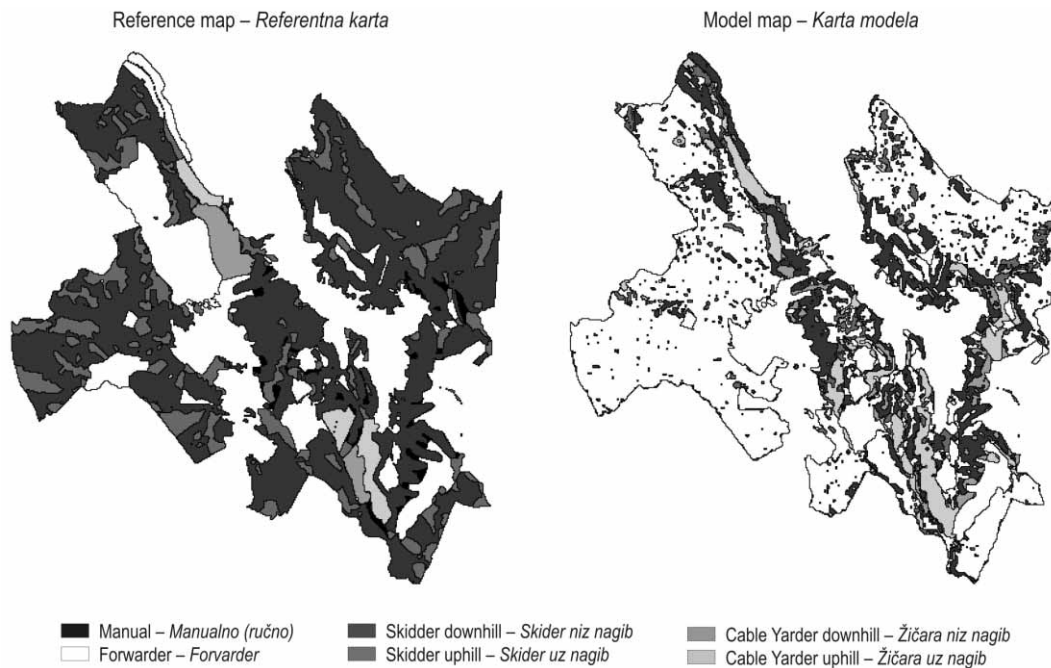 Reference map – Referentna karta
Model map – Karta modela
Manual – Manualno (ručno)
Forwarder – Forvarder
Skidder downhill – Skider niz nagib
Skidder uphill – Skider uz nagib
Cable Yarder downhill – Žičara niz nagib
Cable Yarder uphill – Žičara uz nagib